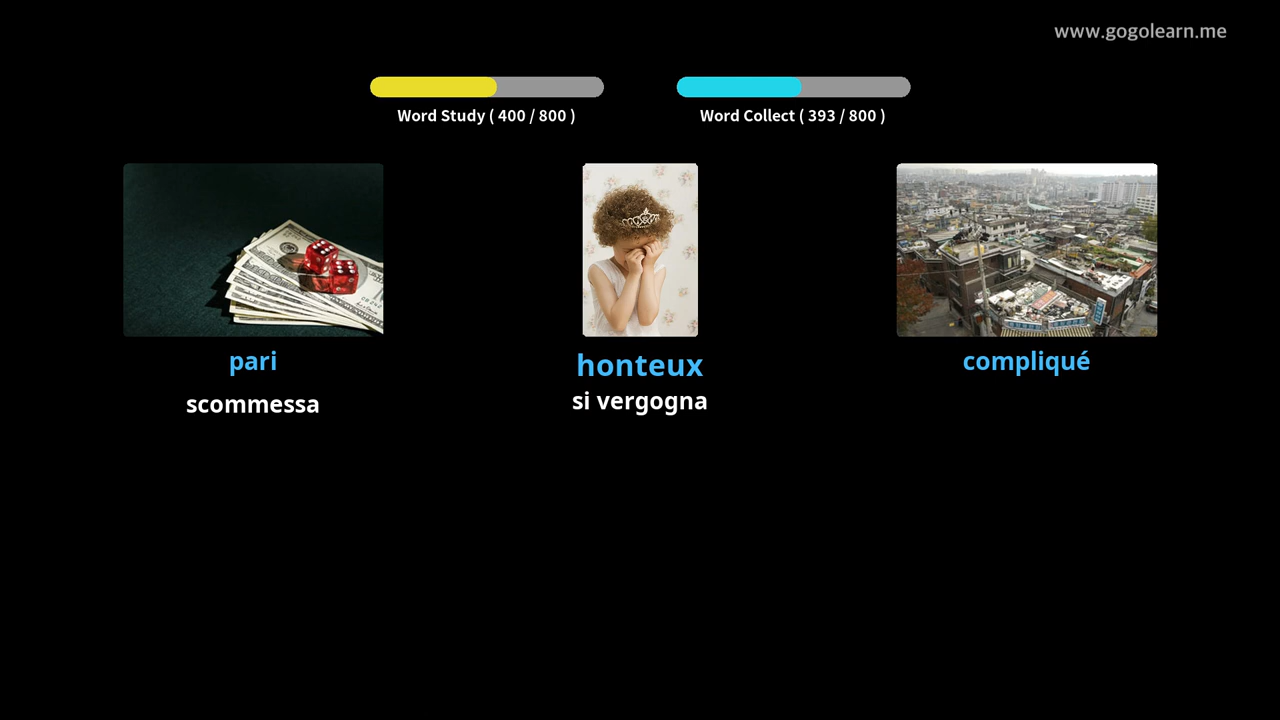 www.gogolearn.me
Word Study ( 400 / 800 )
Word Collect ( 393 / 800 )
pari
honteux
compliqué
scommessa
si vergogna